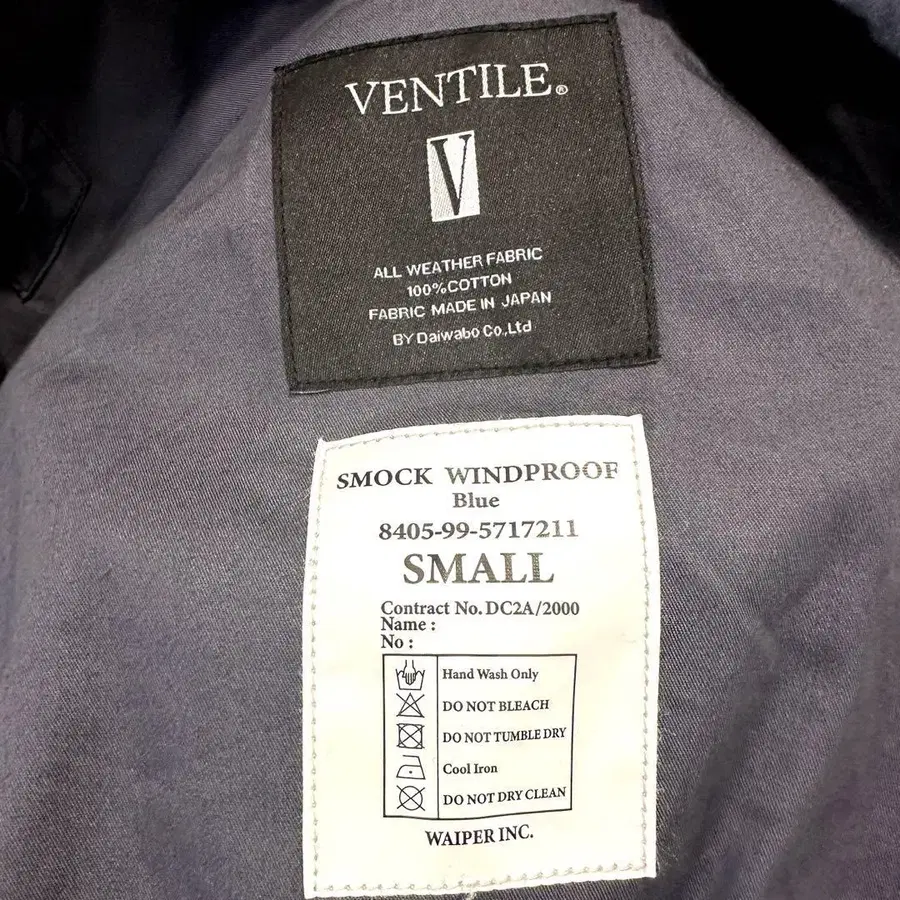 VENTILE®
V
ALL WEATHER FABRIC
100%COTTON
FABRIC MADE IN JAPAN
BY Daiwabo Co.,Ltd
SMOCK WINDPROOF
Blue
8405-99-5717211
SMALL
Contract No. DC2A/2000
Name :
No :
Hand Wash Only
DO NOT BLEACH
DO NOT TUMBLE DRY
Cool Iron
DO NOT DRY CLEAN
WAIPER INC.